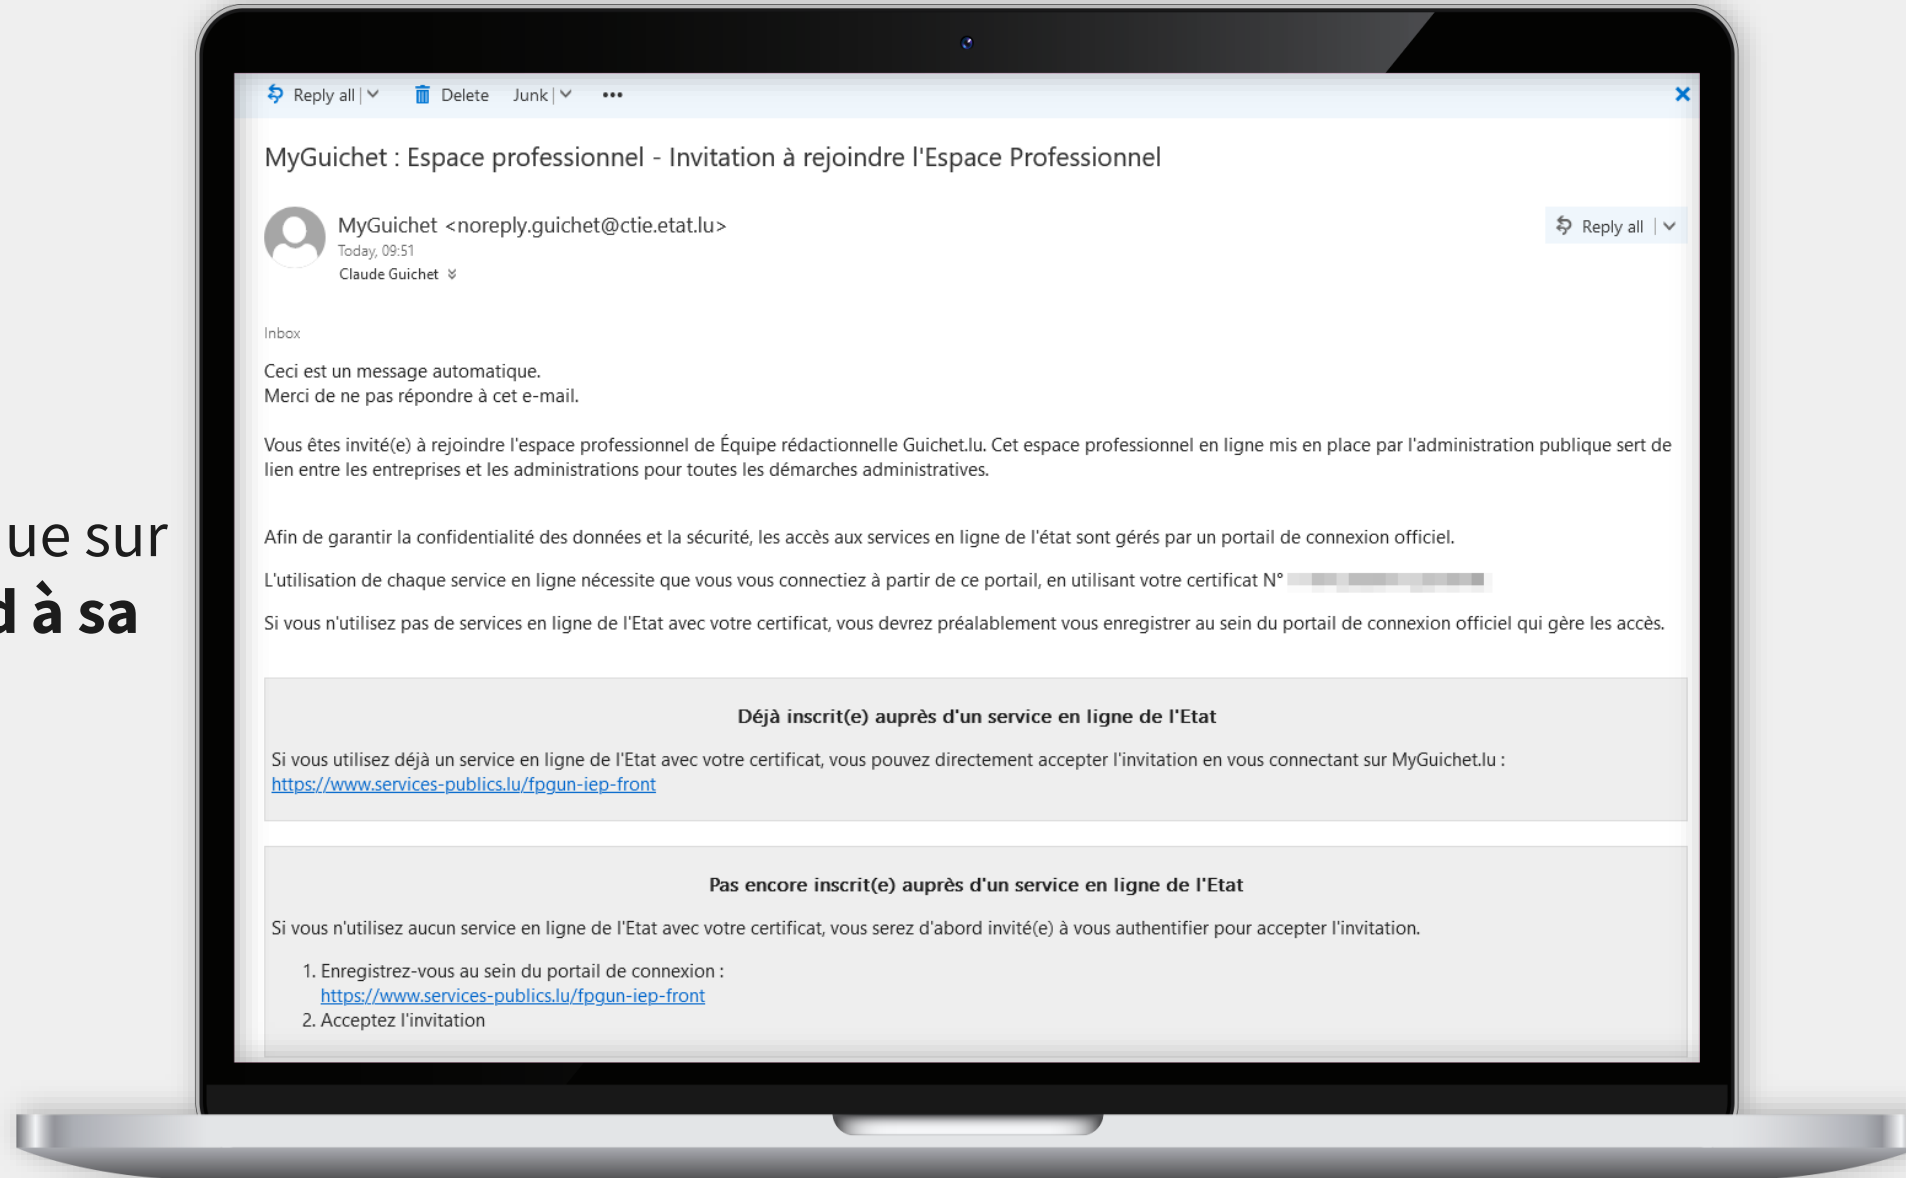 Reply all
Delete
Junk
MyGuichet : Espace professionnel - Invitation à rejoindre l'Espace Professionnel
MyGuichet <noreply.guichet@ctie.etat.lu>
Today, 09:51
Claude Guichet
Reply all
Inbox
Ceci est un message automatique.
Merci de ne pas répondre à cet e-mail.
Vous êtes invité(e) à rejoindre l'espace professionnel de Équipe rédactionnelle Guichet.lu. Cet espace professionnel en ligne mis en place par l'administration publique sert de
lien entre les entreprises et les administrations pour toutes les démarches administratives.
ue sur
d à sa
Afin de garantir la confidentialité des données et la sécurité, les accès aux services en ligne de l'état sont gérés par un portail de connexion officiel.
L'utilisation de chaque service en ligne nécessite que vous vous connectiez à partir de ce portail, en utilisant votre certificat N°
Si vous n'utilisez pas de services en ligne de l'Etat avec votre certificat, vous devrez préalablement vous enregistrer au sein du portail de connexion officiel qui gère les accès.
Déjà inscrit(e) auprès d'un service en ligne de l'Etat
Si vous utilisez déjà un service en ligne de l'Etat avec votre certificat, vous pouvez directement accepter l'invitation en vous connectant sur MyGuichet.lu :
https://www.services-publics.lu/fpgun-iep-front
Pas encore inscrit(e) auprès d'un service en ligne de l'Etat
Si vous n'utilisez aucun service en ligne de l'Etat avec votre certificat, vous serez d'abord invité(e) à vous authentifier pour accepter l'invitation.
1. Enregistrez-vous au sein du portail de connexion :
https://www.services-publics.lu/fpgun-iep-front
2. Acceptez l'invitation